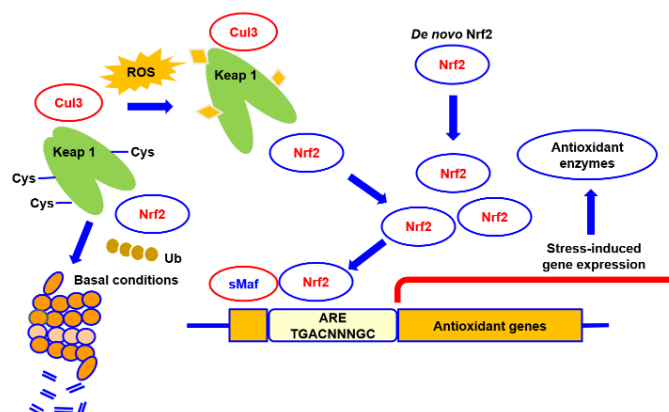 Cul3
ROS
Keap 1
De novo Nrf2
Nrf2
Cul3
Keap 1
Cys
Cys
Cys
Nrf2
Ub
Basal conditions
Nrf2
Nrf2
Nrf2
Nrf2
Antioxidant
enzymes
Stress-induced
gene expression
sMaf
Nrf2
ARE
TGACNNNGC
Antioxidant genes